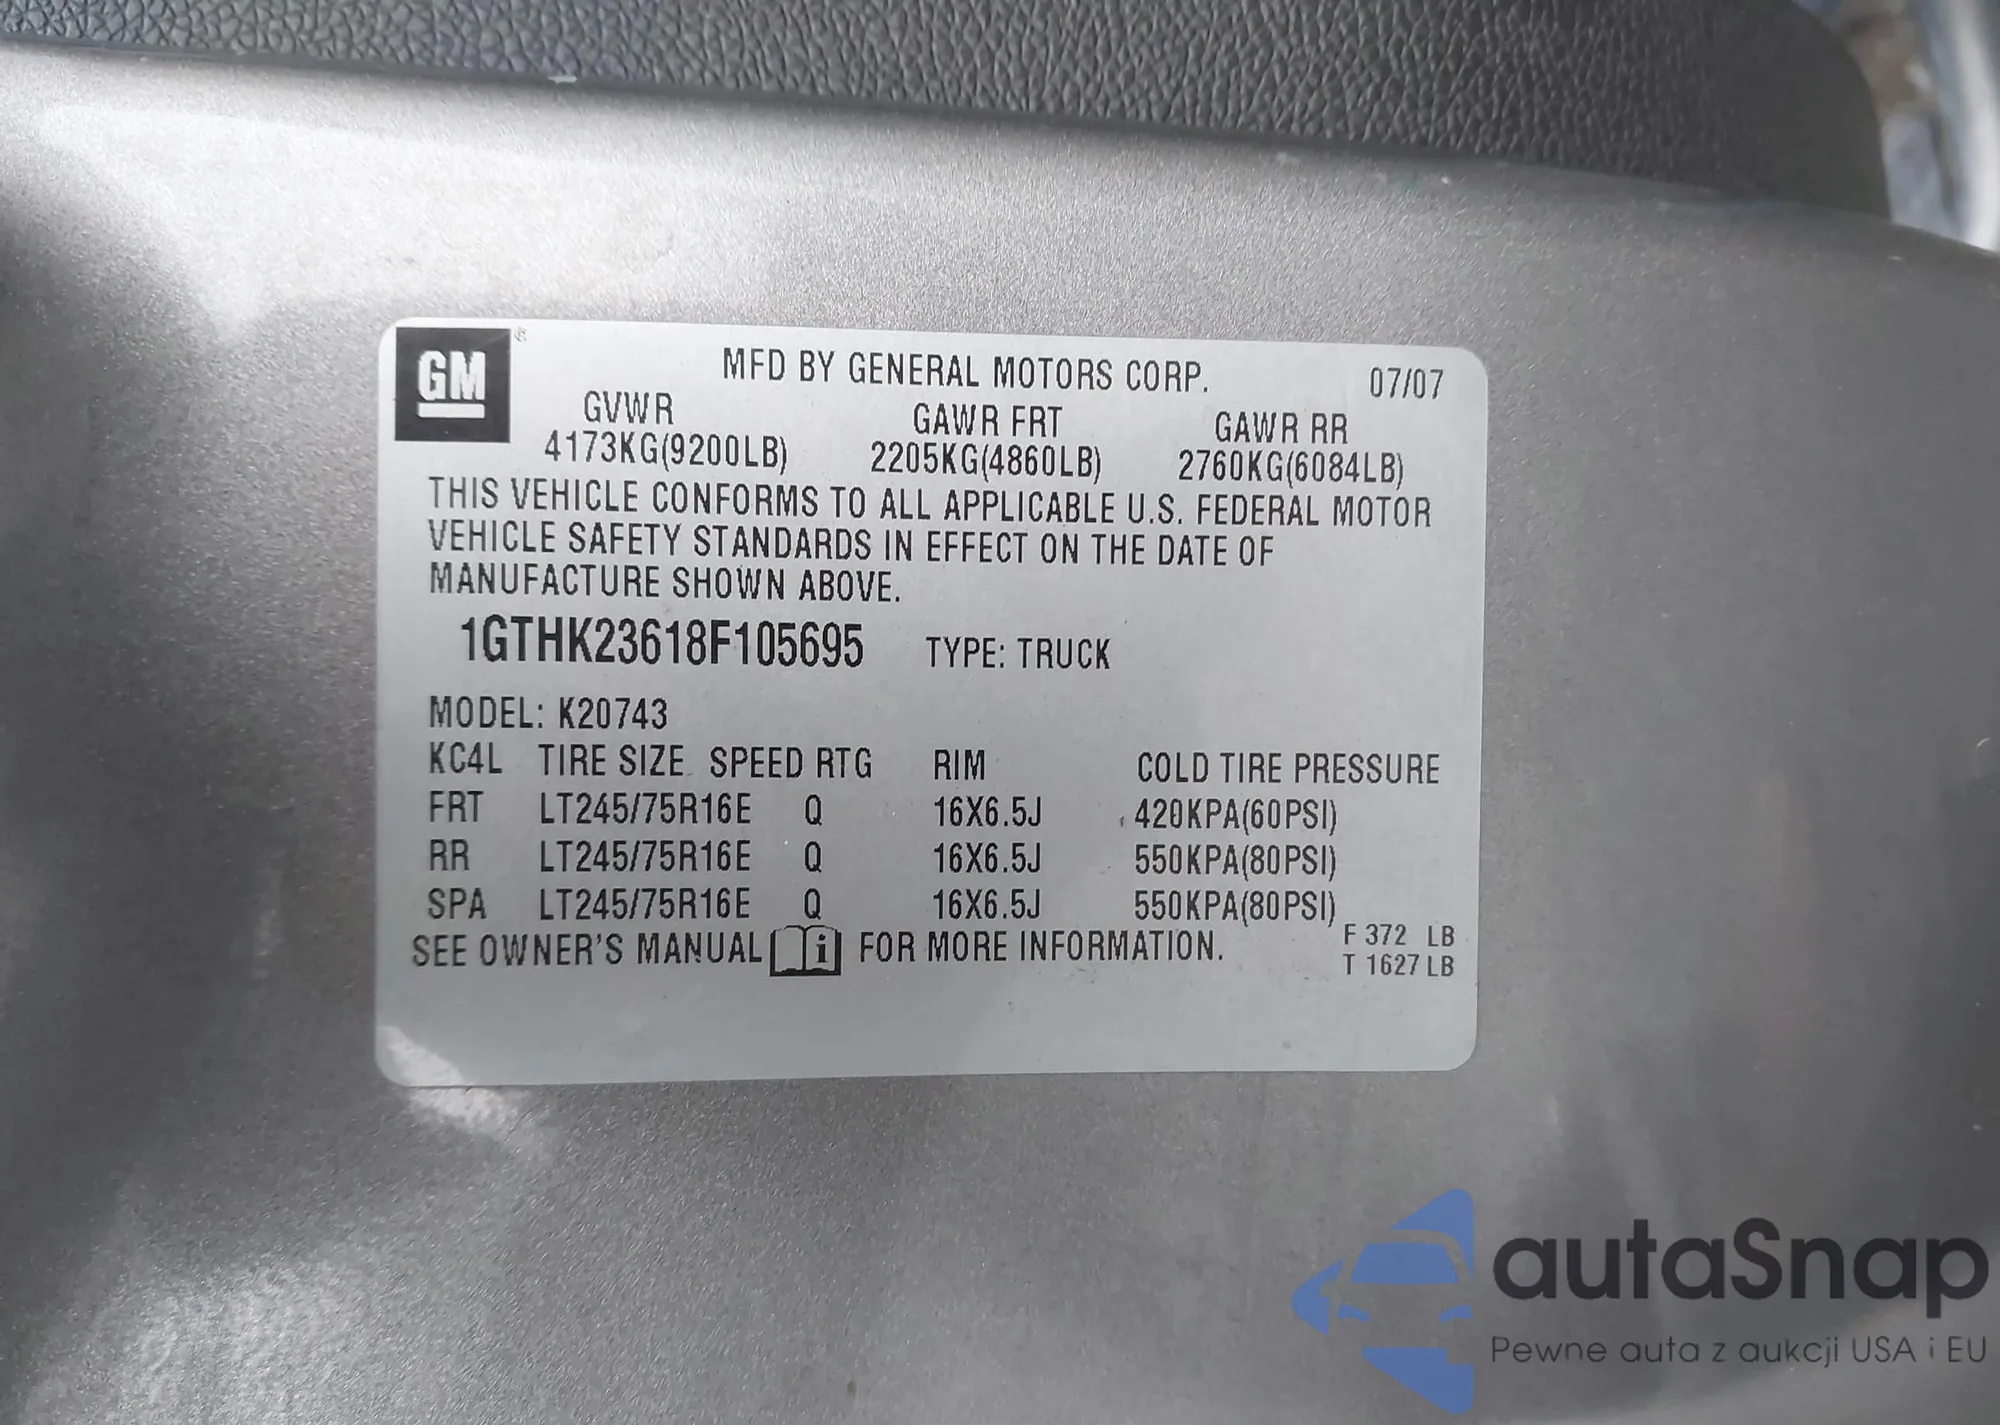 GM ®
MFD BY GENERAL MOTORS CORP. 07/07
GVWR GAWR FRT GAWR RR
4173KG(9200LB) 2205KG(4860LB) 2760KG(6084LB)
THIS VEHICLE CONFORMS TO ALL APPLICABLE U.S. FEDERAL MOTOR
VEHICLE SAFETY STANDARDS IN EFFECT ON THE DATE OF
MANUFACTURE SHOWN ABOVE.
1GTHK23618F105695 TYPE: TRUCK
MODEL: K20743
KC4L TIRE SIZE SPEED RTG RIM COLD TIRE PRESSURE
FRT LT245/75R16E Q 16X6.5J 420KPA(60PSI)
RR LT245/75R16E Q 16X6.5J 550KPA(80PSI)
SPA LT245/75R16E Q 16X6.5J 550KPA(80PSI)
SEE OWNER'S MANUAL i FOR MORE INFORMATION.
F 372 LB
T 1627 LB
autaSnap
Pewne auta z aukcji USA i EU